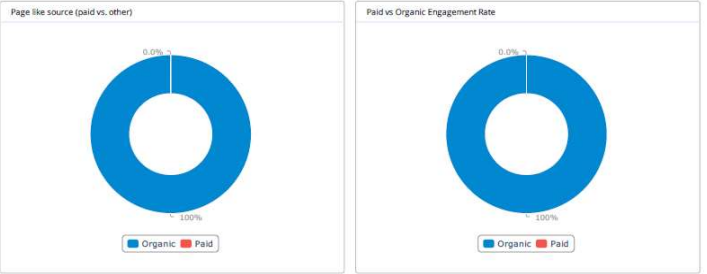 Page like source (paid vs. other)
0.0%
100%
Organic Paid
Paid vs Organic Engagement Rate
0.0%
100%
Organic Paid